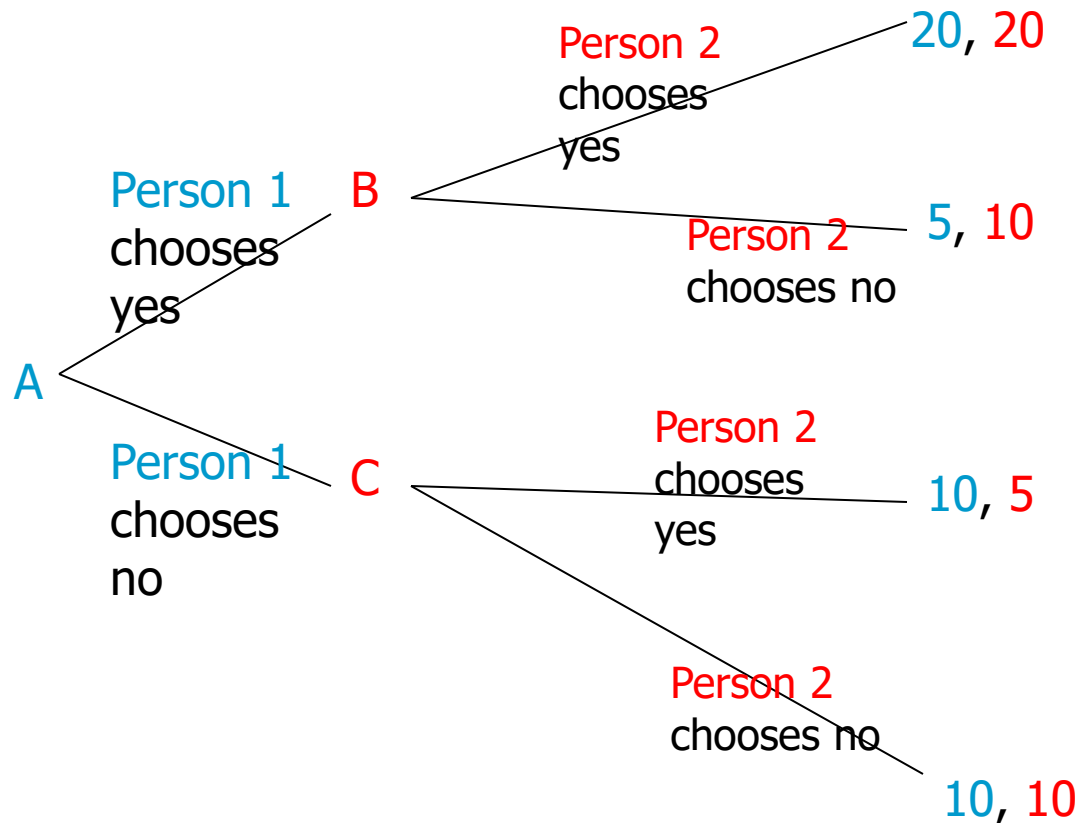 Person 2
chooses
yes
20, 20
Person 1
chooses
yes
B
Person 2
chooses no
5, 10
A
Person 1
chooses
no
C
Person 2
chooses
yes
10, 5
Person 2
chooses no
10, 10